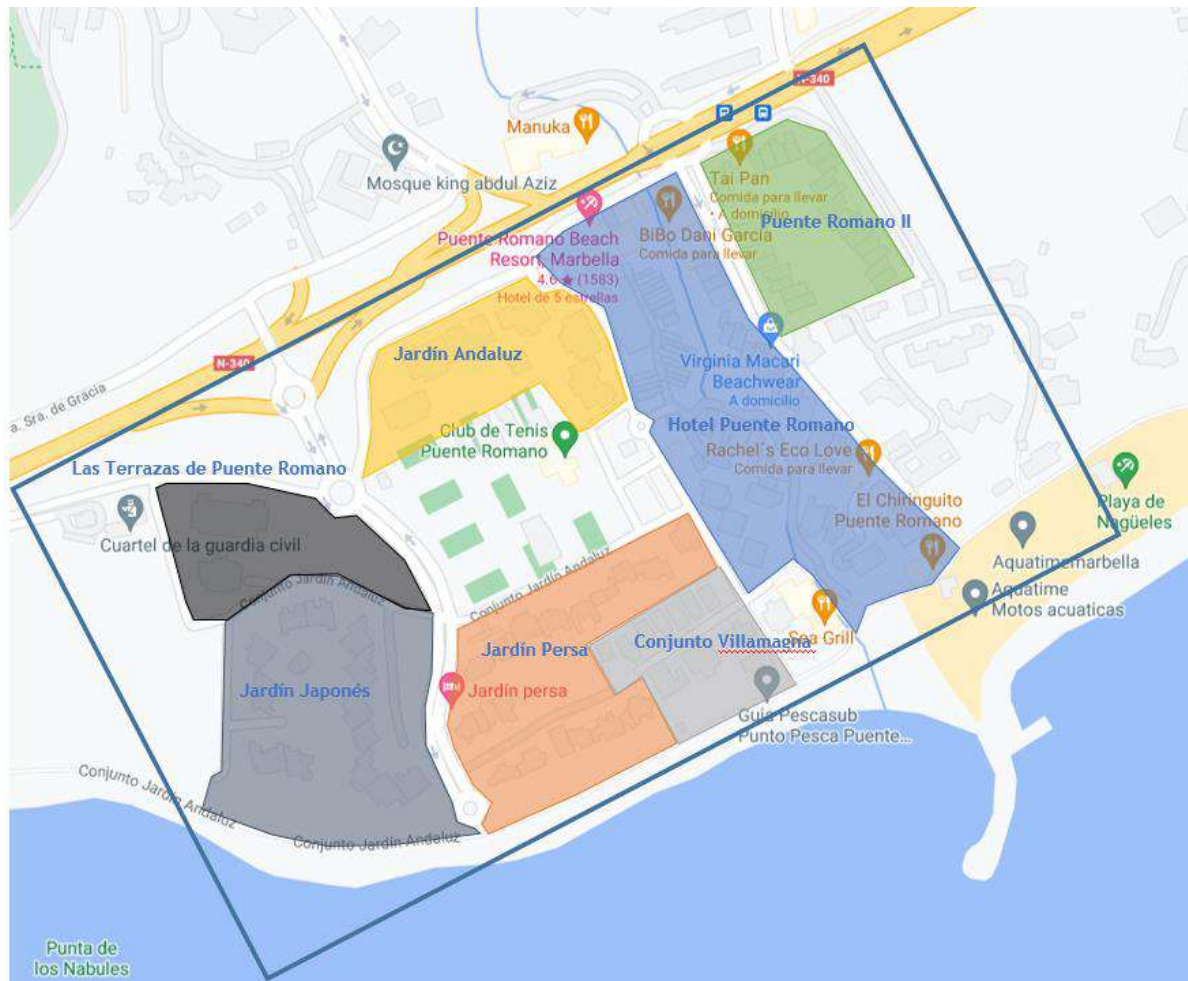 N-340
Manuka
Mosque king abdul Aziz
Tai Pan
Comida para llevar
· A domicilio
Puente Romano II
BiBo Dani García
Comida para llevar
Puente Romano Beach
Resort, Marbella
4.6 ★ (1583)
Hotel de 5 estrellas
Jardín Andaluz
N-340
a. Sra. de Gracia
Virginia Macari
Beachwear
A domicilio
Hotel Puente Romano
Rachel´s Eco Love
Comida para llevar
Club de Tenis
Puente Romano
Las Terrazas de Puente Romano
El Chiringuito
Puente Romano
Playa de
Nagüeles
Cuartel de la guardia civil
Aquatimemarbella
Aquatime
Motos acuaticas
Conjunto Jardín Andaluz
Conjunto Jardín Andaluz
Sea Grill
Jardín Persa
Conjunto Villamagna
Jardín Japonés
Jardín persa
Guia Pescasub
Punto Pesca Puente...
Conjunto Jardín Andaluz
Conjunto Jardín Andaluz
Punta de
los Nabules